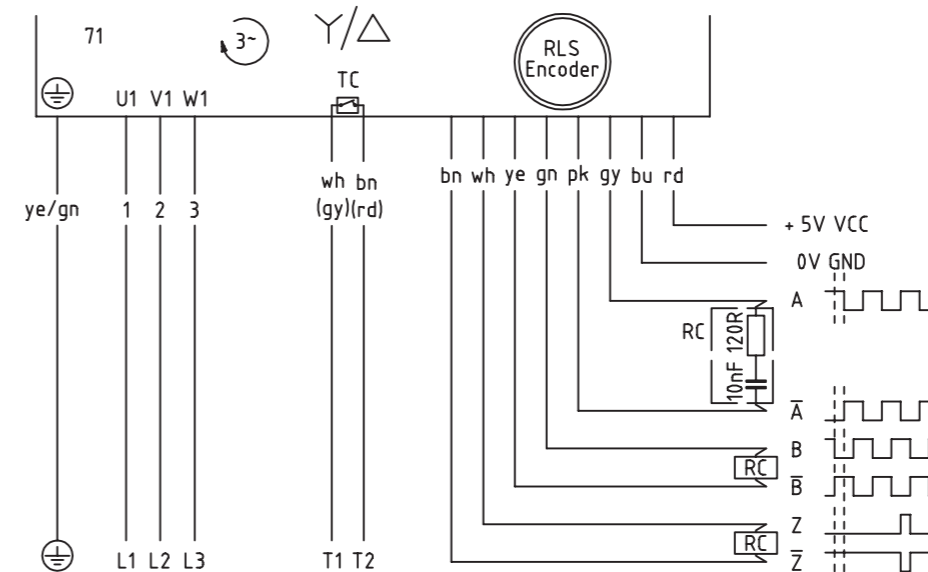 71
3~
RLS
Encoder
TC
U1 V1 W1
bn wh ye gn pk gy bu rd
wh bn
(gy)(rd)
ye/gn
1 2 3
+ 5V VCC
0V GND
A
RC
10nF 120R
A̅
B
RC
B̅
Z
RC
Z̅
L1 L2 L3
T1 T2